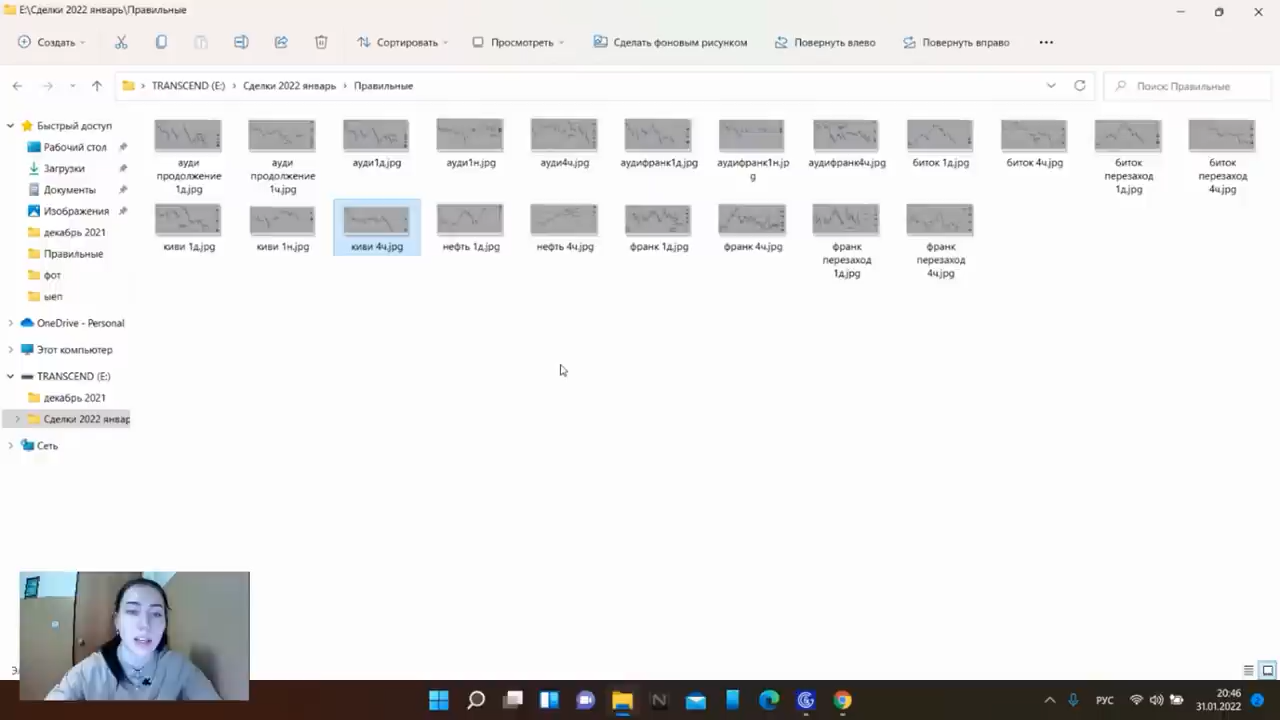 E:\Сделки 2022 январь\Правильные
Создать
Сортировать
Просмотреть
Сделать фоновым рисунком
Повернуть влево
Повернуть вправо
TRANSCEND (E:) › Сделки 2022 январь › Правильные
Поиск: Правильные
Быстрый доступ
Рабочий стол
Загрузки
Документы
Изображения
декабрь 2021
Правильные
фот
ыеп
OneDrive - Personal
Этот компьютер
TRANSCEND (E:)
декабрь 2021
Сделки 2022 январ
Сеть
ауди
продолжение
1д.jpg
ауди
продолжение
1ч.jpg
ауди1д.jpg
ауди1н.jpg
ауди4ч.jpg
аудифранк1д.jpg
аудифранк1н.jp
g
аудифранк4ч.jpg
биток 1д.jpg
биток 4ч.jpg
биток
перезаход
1д.jpg
биток
перезаход
4ч.jpg
киви 1д.jpg
киви 1н.jpg
киви 4ч.jpg
нефть 1д.jpg
нефть 4ч.jpg
франк 1д.jpg
франк 4ч.jpg
франк
перезаход
1д.jpg
франк
перезаход
4ч.jpg
РУС
20:46
31.01.2022